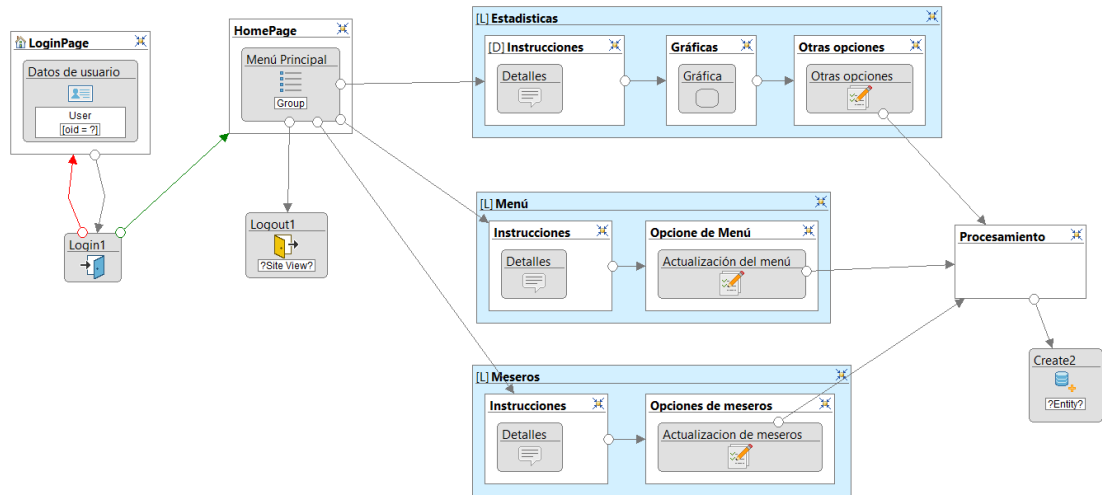 LoginPage
Datos de usuario
User
[oid = ?]
Login1
HomePage
Menú Principal
Group
Logout1
?Site View?
[L] Estadisticas
[D] Instrucciones
Detalles
Gráficas
Gráfica
Otras opciones
Otras opciones
[L] Menú
Instrucciones
Detalles
Opcione de Menú
Actualización del menú
[L] Meseros
Instrucciones
Detalles
Opciones de meseros
Actualizacion de meseros
Procesamiento
Create2
?Entity?